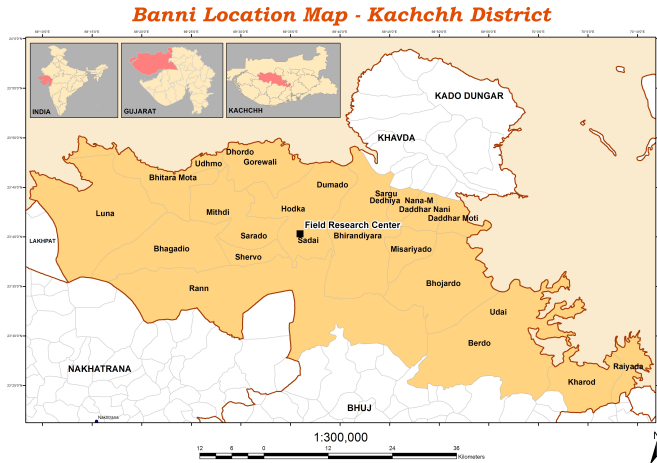 Banni Location Map - Kachchh District
INDIA
GUJARAT
KACHCHH
KADO DUNGAR
KHAVDA
Dhordo
Udhmo
Gorewali
Bhitara Mota
Dumado
Sargu
Dedhiya
Nana-M
Daddhar Nani
Daddhar Moti
Luna
Mithdi
Hodka
Field Research Center
LAKHPAT
Sarado
Sadai
Bhirandiyara
Bhagadio
Shervo
Misariyado
Rann
Bhojardo
Udai
Berdo
NAKHATRANA
Raiyada
Kharod
BHUJ
Nakhtrana
1:300,000
12
6
0
12
24
36
Kilometers